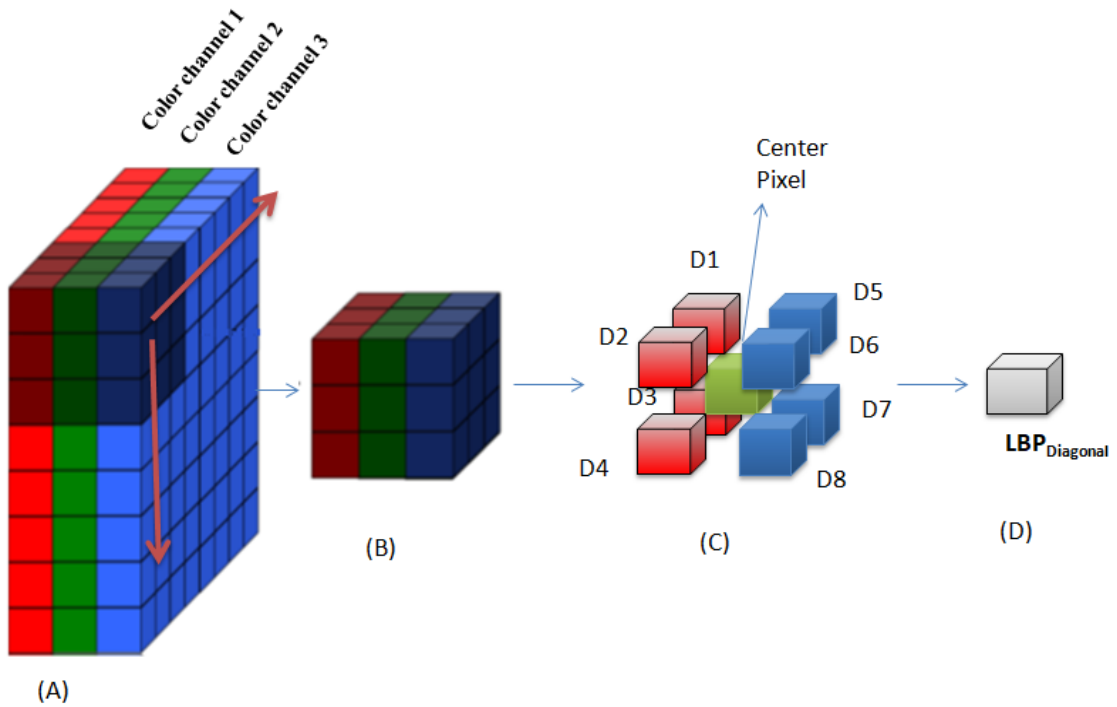 Color channel 1
Color channel 2
Color channel 3
Center
Pixel
D1
D2
D3
D4
D5
D6
D7
D8
LBPDiagonal
(A)
(B)
(C)
(D)